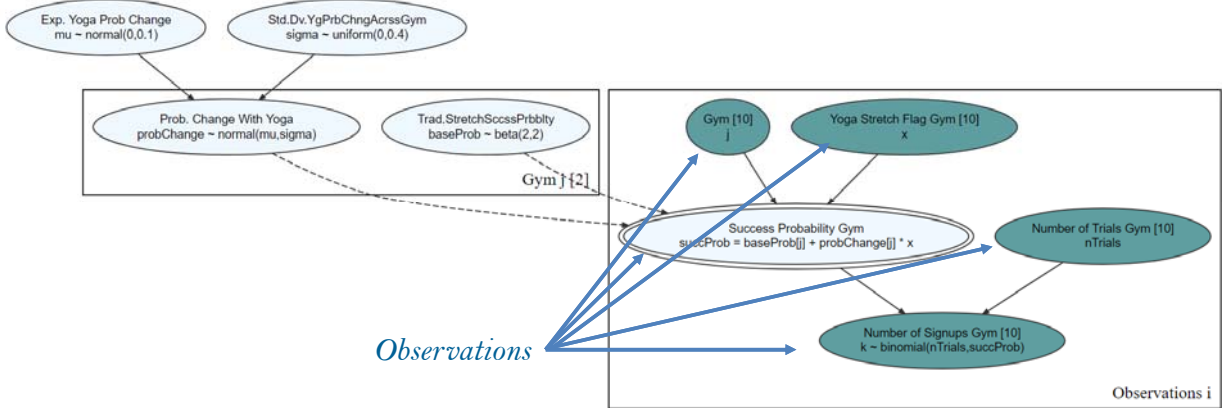 Exp. Yoga Prob Change
mu ~ normal(0,0.1)
Std.Dv.YgPrbChngAcrssGym
sigma ~ uniform(0,0.4)
Prob. Change With Yoga
probChange ~ normal(mu,sigma)
Trad.StretchSccssPrbblty
baseProb ~ beta(2,2)
Gym j [2]
Gym [10]
j
Yoga Stretch Flag Gym [10]
x
Success Probability Gym
succProb = baseProb[j] + probChange[j] * x
Number of Trials Gym [10]
nTrials
Number of Signups Gym [10]
k ~ binomial(nTrials,succProb)
Observations
Observations i